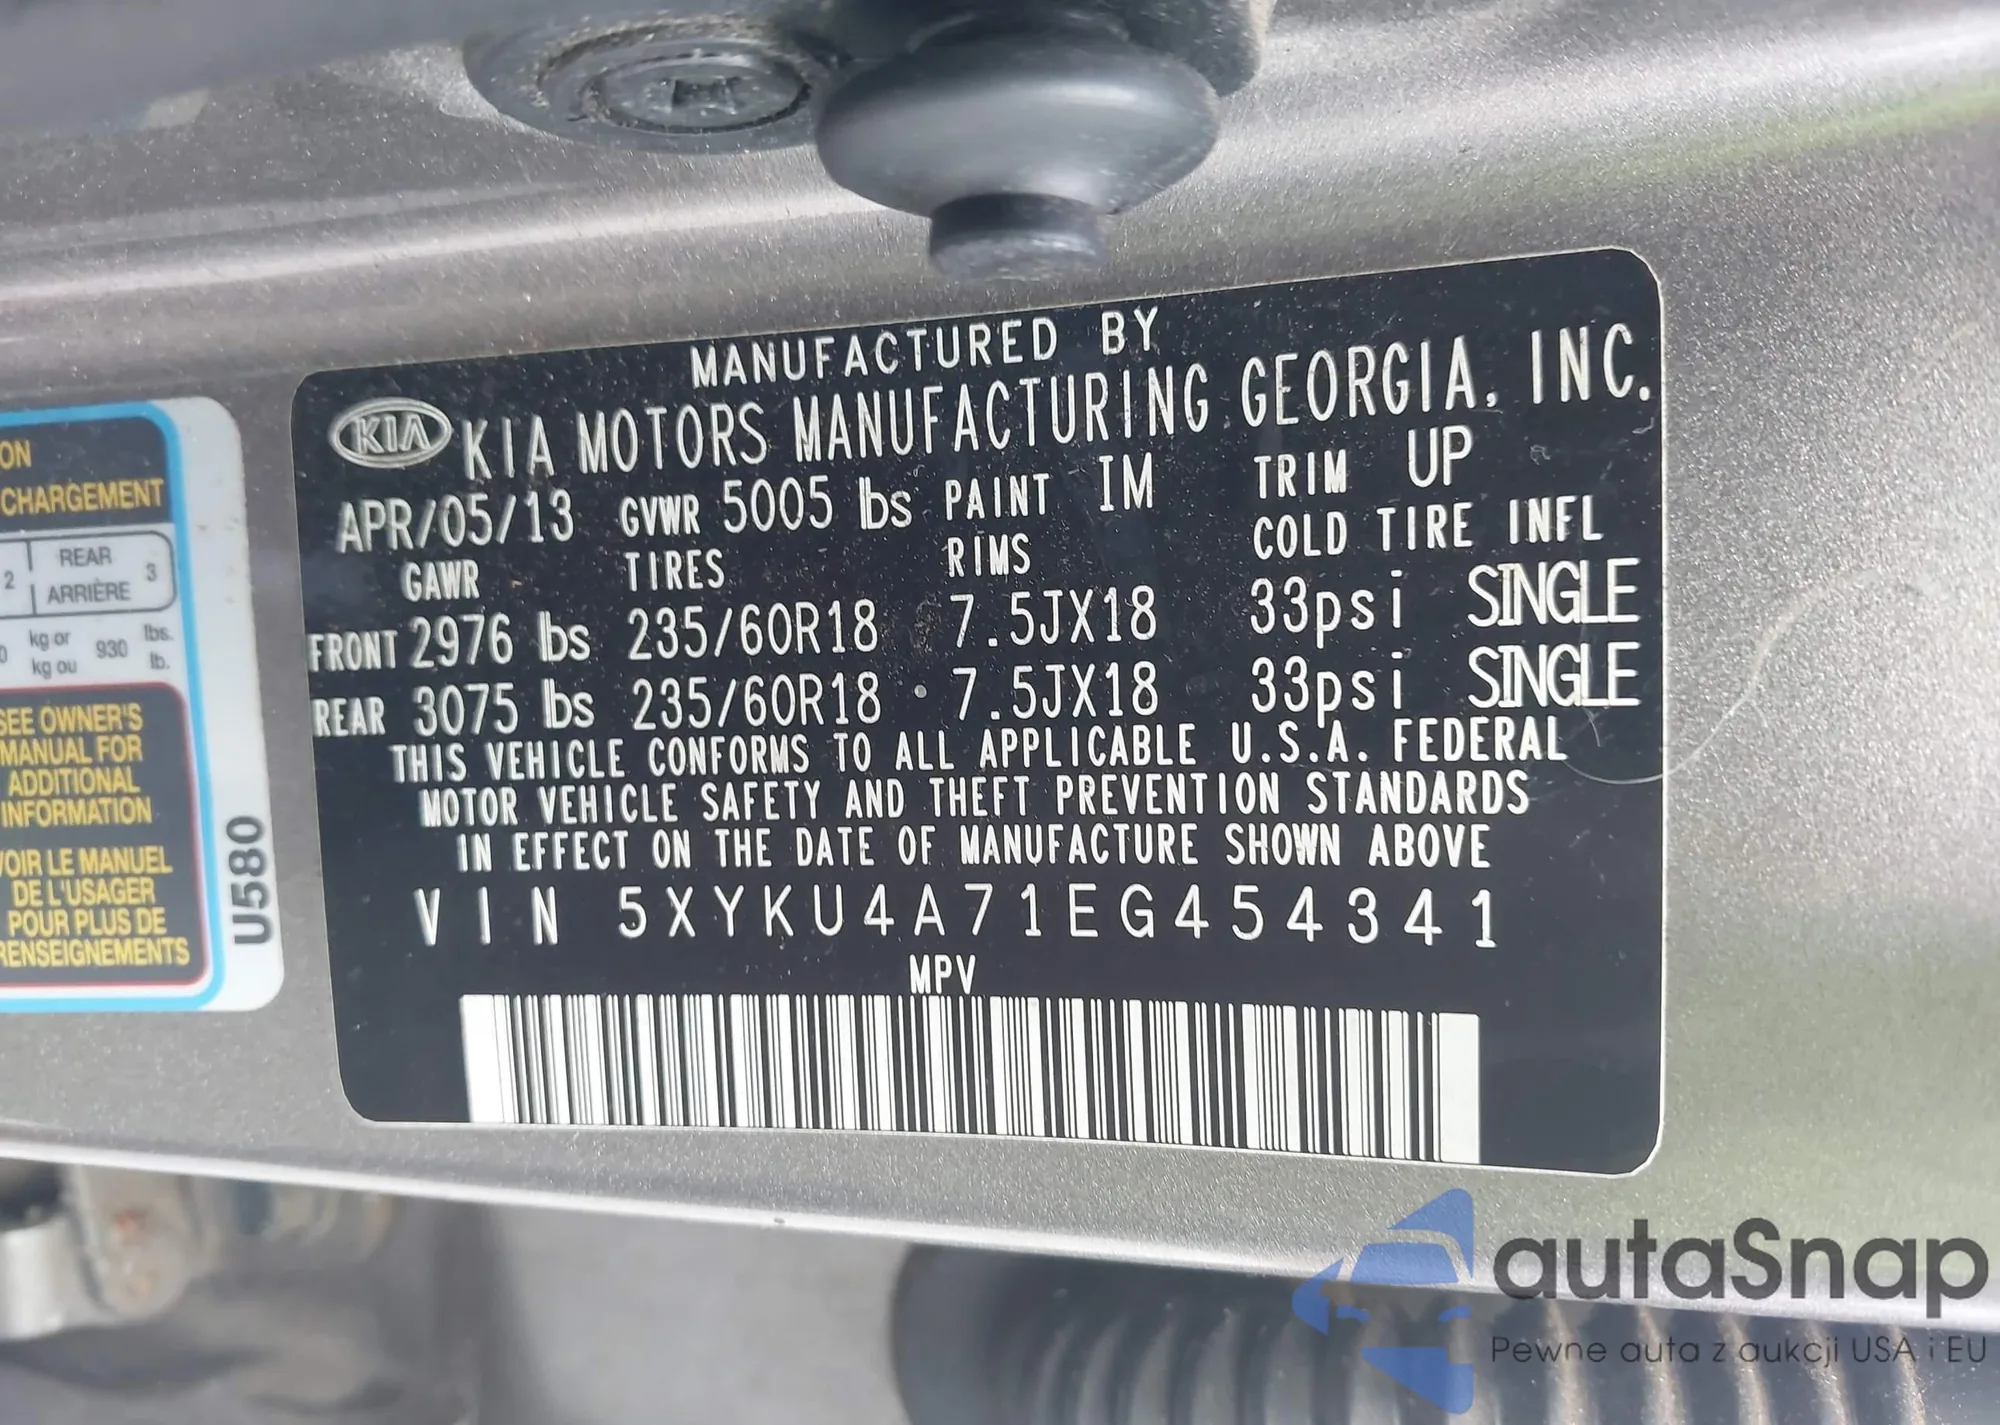 MANUFACTURED BY
KIA KIA MOTORS MANUFACTURING GEORGIA, INC.
APR/05/13 GVWR 5005 lbs PAINT IM TRIM UP
GAWR TIRES RIMS COLD TIRE INFL
FRONT 2976 lbs 235/60R18 7.5JX18 33psi SINGLE
REAR 3075 lbs 235/60R18 7.5JX18 33psi SINGLE
THIS VEHICLE CONFORMS TO ALL APPLICABLE U.S.A. FEDERAL
MOTOR VEHICLE SAFETY AND THEFT PREVENTION STANDARDS
IN EFFECT ON THE DATE OF MANUFACTURE SHOWN ABOVE
VIN 5XYKU4A71EG454341
MPV
CHARGEMENT
2 REAR 3
ARRIÈRE
kg or 930 lbs.
kg ou lb.
SEE OWNER'S
MANUAL FOR
ADDITIONAL
INFORMATION
VOIR LE MANUEL
DE L'USAGER
POUR PLUS DE
RENSEIGNEMENTS
U580
autaSnap
Pewne auta z aukcji USA i EU